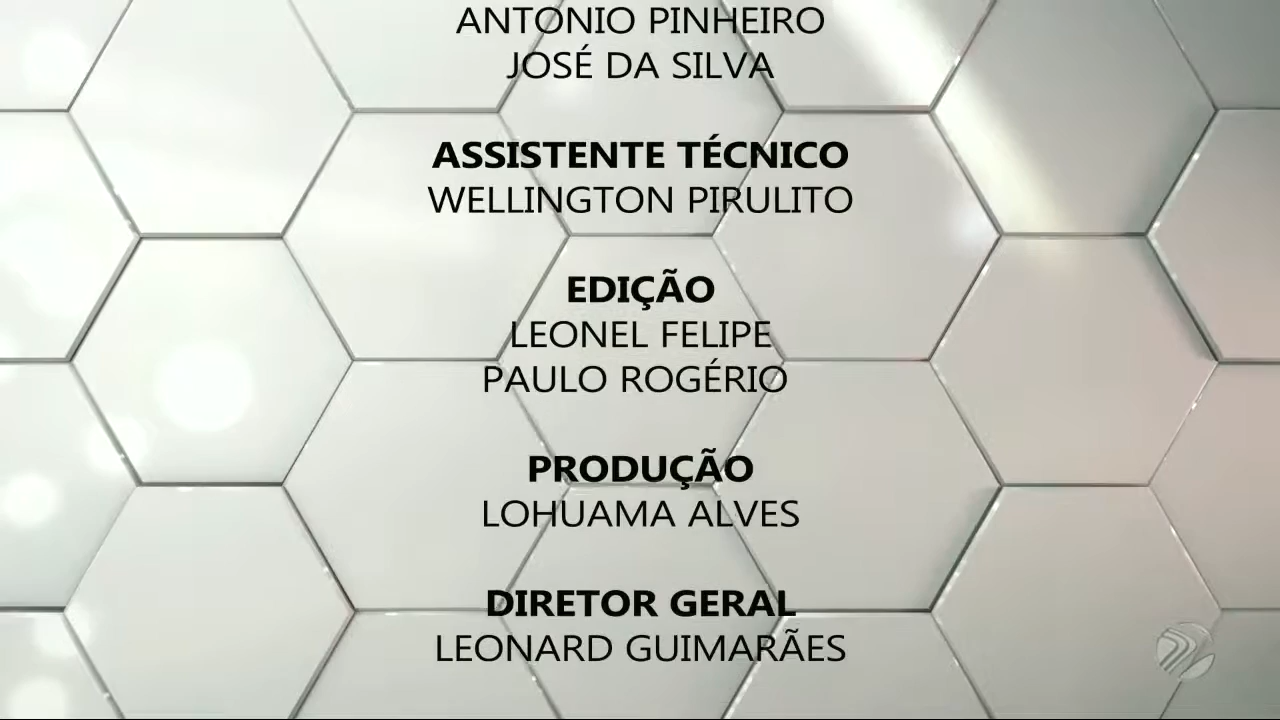 ANTONIO PINHEIRO
JOSÉ DA SILVA
ASSISTENTE TÉCNICO
WELLINGTON PIRULITO
EDIÇÃO
LEONEL FELIPE
PAULO ROGÉRIO
PRODUÇÃO
LOHUAMA ALVES
DIRETOR GERAL
LEONARD GUIMARÃES